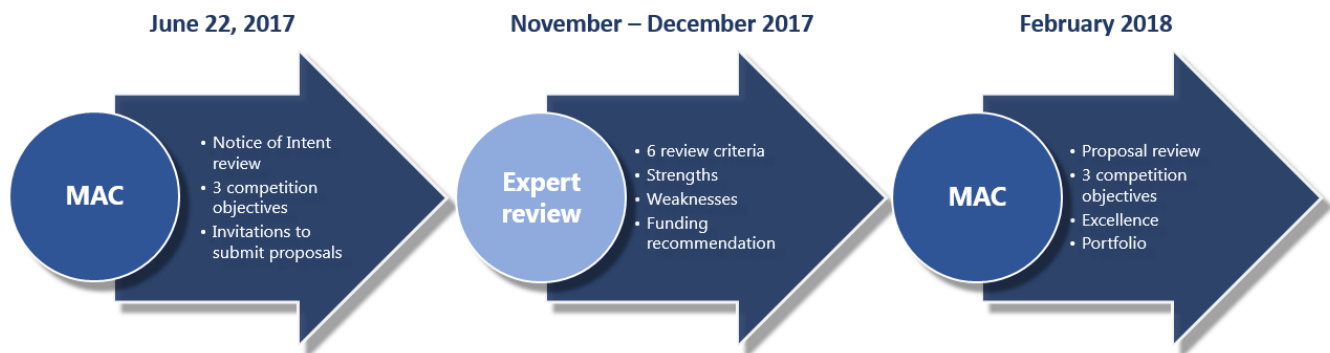 June 22, 2017
MAC
• Notice of Intent
review
• 3 competition
objectives
• Invitations to
submit proposals
November – December 2017
Expert
review
• 6 review criteria
• Strengths
• Weaknesses
• Funding
recommendation
February 2018
MAC
• Proposal review
• 3 competition
objectives
• Excellence
• Portfolio